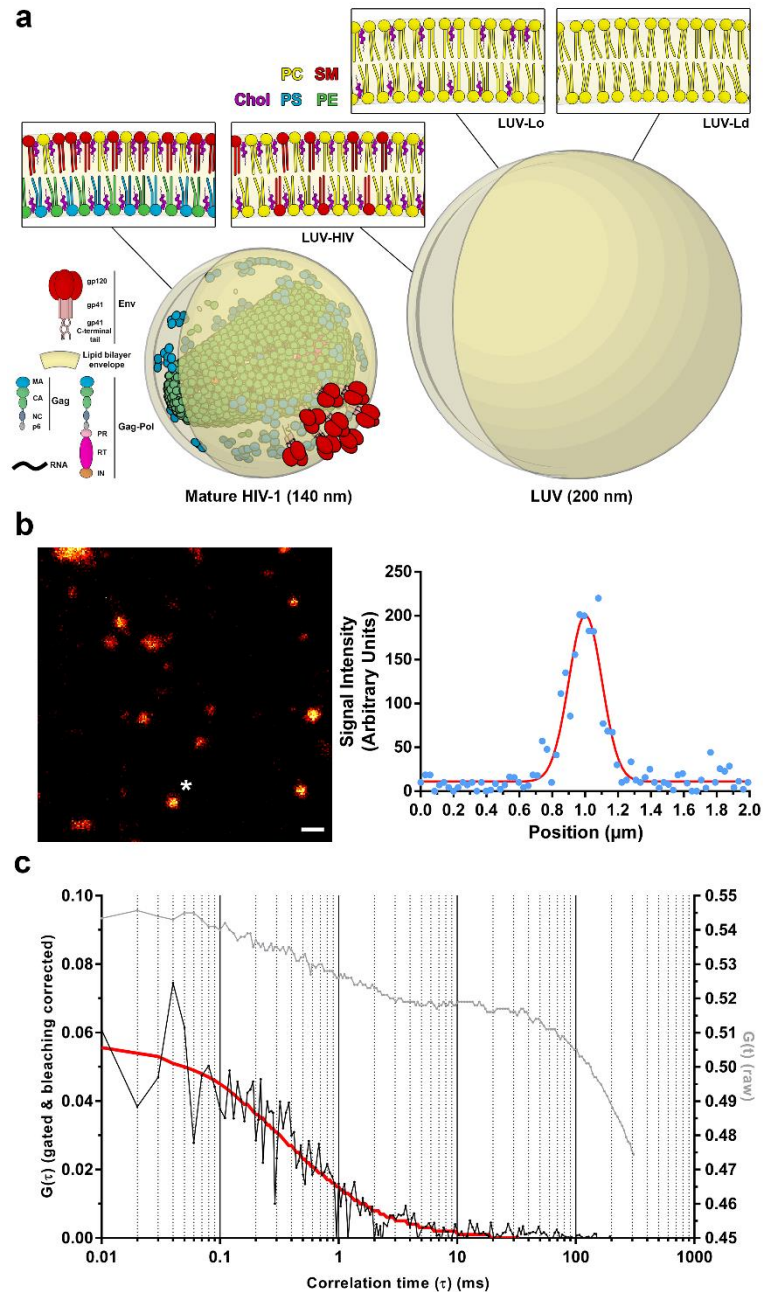 a
PC SM
Chol PS PE
LUV-Lo
LUV-Ld
LUV-HIV
gp120
gp41
Env
gp41
C-terminal
tail
Lipid bilayer
envelope
MA
CA
Gag
NC
p6
PR
Gag-Pol
RT
RNA
IN
Mature HIV-1 (140 nm)
LUV (200 nm)
b
*
250
200
150
100
50
0
Signal Intensity
(Arbitrary Units)
0.0 0.2 0.4 0.6 0.8 1.0 1.2 1.4 1.6 1.8 2.0
Position (µm)
c
0.10
0.08
0.06
0.04
0.02
0.00
G(τ) (gated & bleaching corrected)
0.55
0.54
0.53
0.52
0.51
0.50
0.49
0.48
0.47
0.46
0.45
G(t) (raw)
0.01 0.1 1 10 100 1000
Correlation time (τ) (ms)